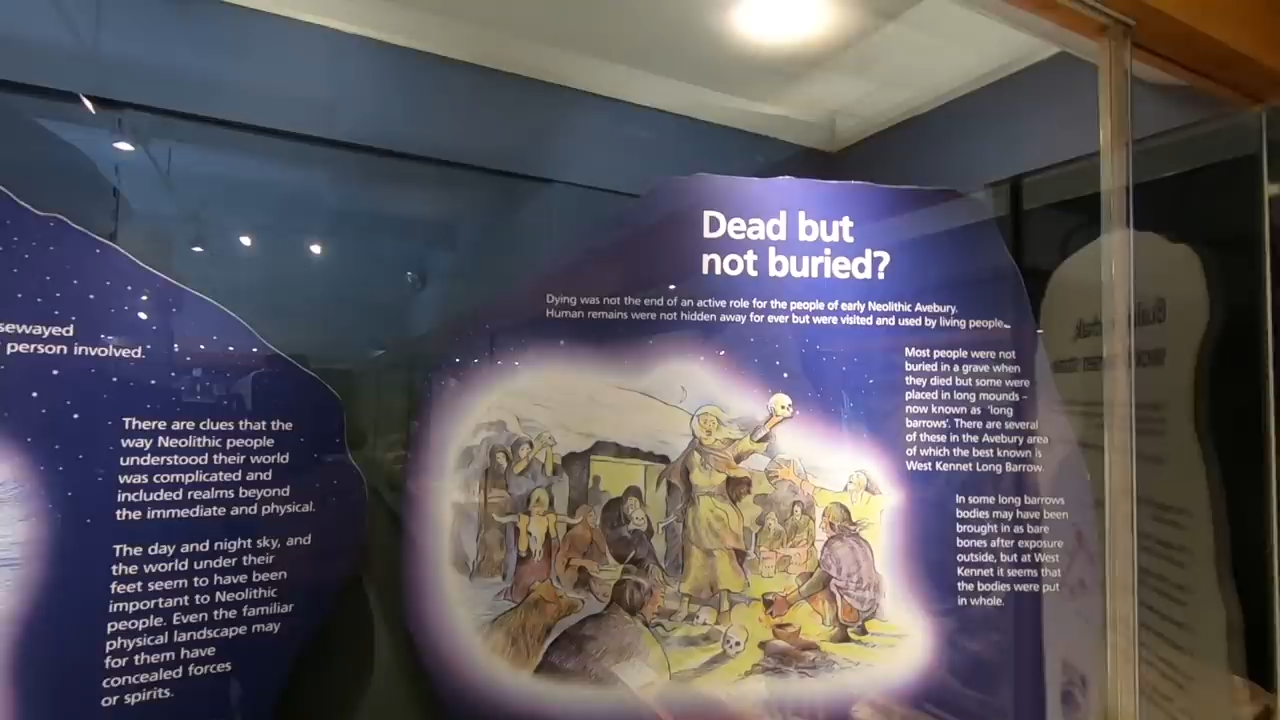 sewayed
person involved.
There are clues that the
way Neolithic people
understood their world
was complicated and
included realms beyond
the immediate and physical.
The day and night sky, and
the world under their
feet seem to have been
important to Neolithic
people. Even the familiar
physical landscape may
for them have
concealed forces
or spirits.
Dead but
not buried?
Dying was not the end of an active role for the people of early Neolithic Avebury.
Human remains were not hidden away for ever but were visited and used by living people.
Most people were not
buried in a grave when
they died but some were
placed in long mounds –
now known as 'long
barrows'. There are several
of these in the Avebury area
of which the best known is
West Kennet Long Barrow.
In some long barrows
bodies may have been
brought in as bare
bones after exposure
outside, but at West
Kennet it seems that
the bodies were put
in whole.